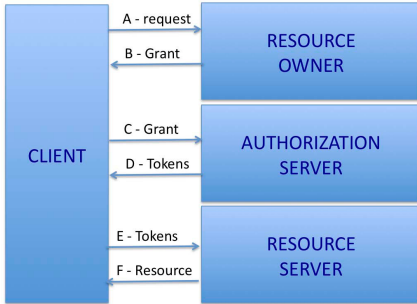 CLIENT
A - request
B - Grant
RESOURCE
OWNER
C - Grant
D - Tokens
AUTHORIZATION
SERVER
E - Tokens
F - Resource
RESOURCE
SERVER